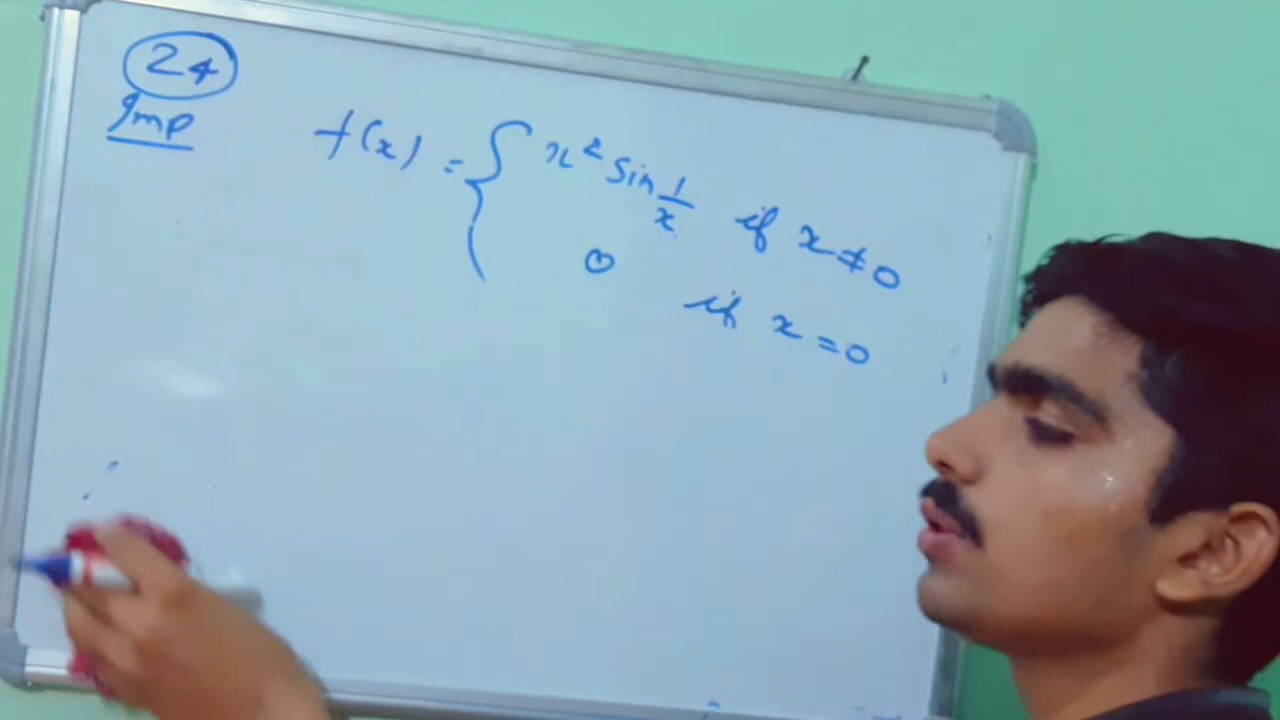 24
Imp
f(x) = { x² sin 1/x if x ≠ 0
0 if x = 0